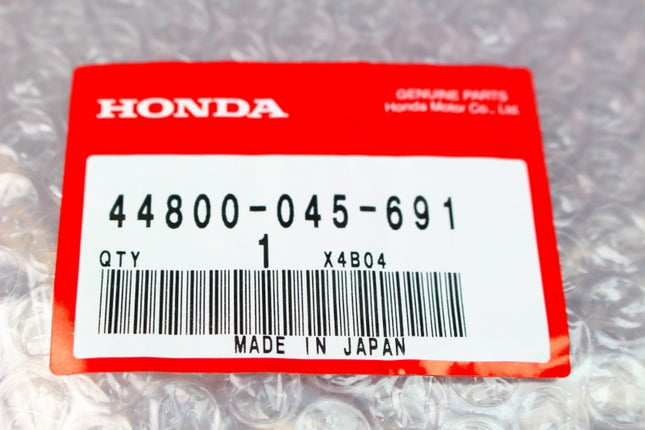 HONDA
GENUINE PARTS
Honda Motor Co., Ltd.
44800-045-691
QTY 1 X4B04
MADE IN JAPAN